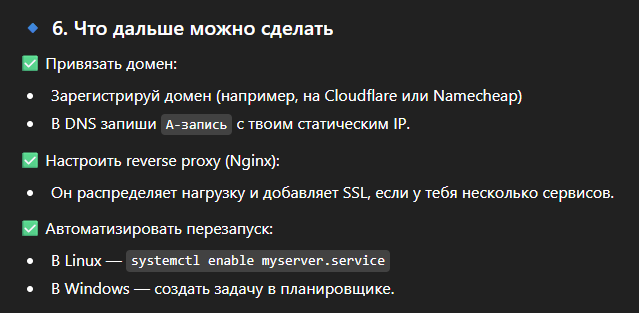 6. Что дальше можно сделать
Привязать домен:
Зарегистрируй домен (например, на Cloudflare или Namecheap)
В DNS запиши A-запись с твоим статическим IP.
Настроить reverse proxy (Nginx):
Он распределяет нагрузку и добавляет SSL, если у тебя несколько сервисов.
Автоматизировать перезапуск:
В Linux — systemctl enable myserver.service
В Windows — создать задачу в планировщике.